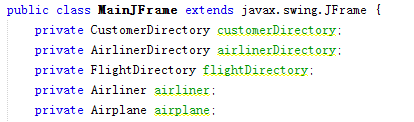 public class MainJFrame extends javax.swing.JFrame {
private CustomerDirectory customerDirectory;
private AirlinerDirectory airlinerDirectory;
private FlightDirectory flightDirectory;
private Airliner airliner;
private Airplane airplane;